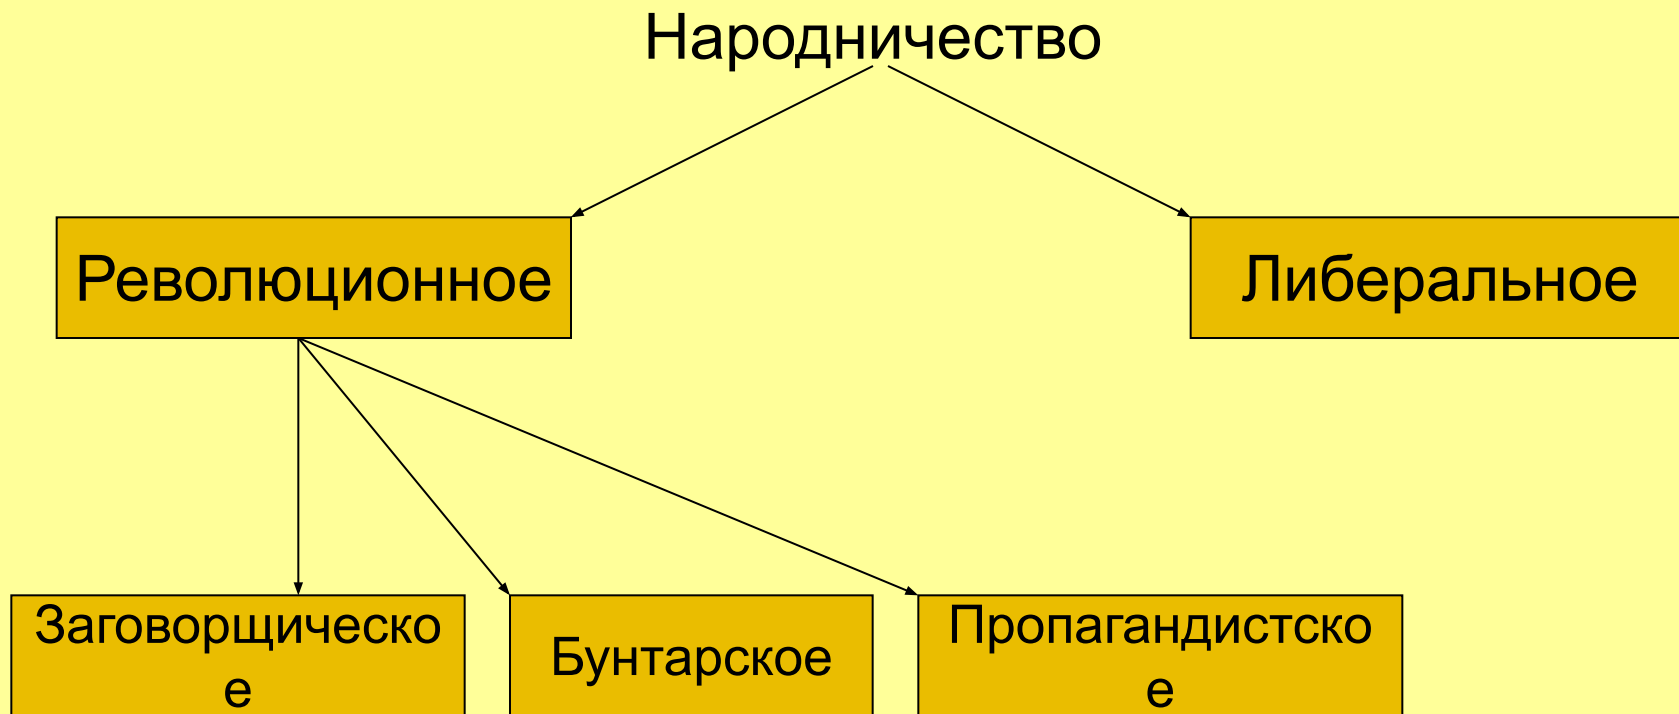 Народничество
Революционное
Либеральное
Заговорщическо
е
Бунтарское
Пропагандистско
е